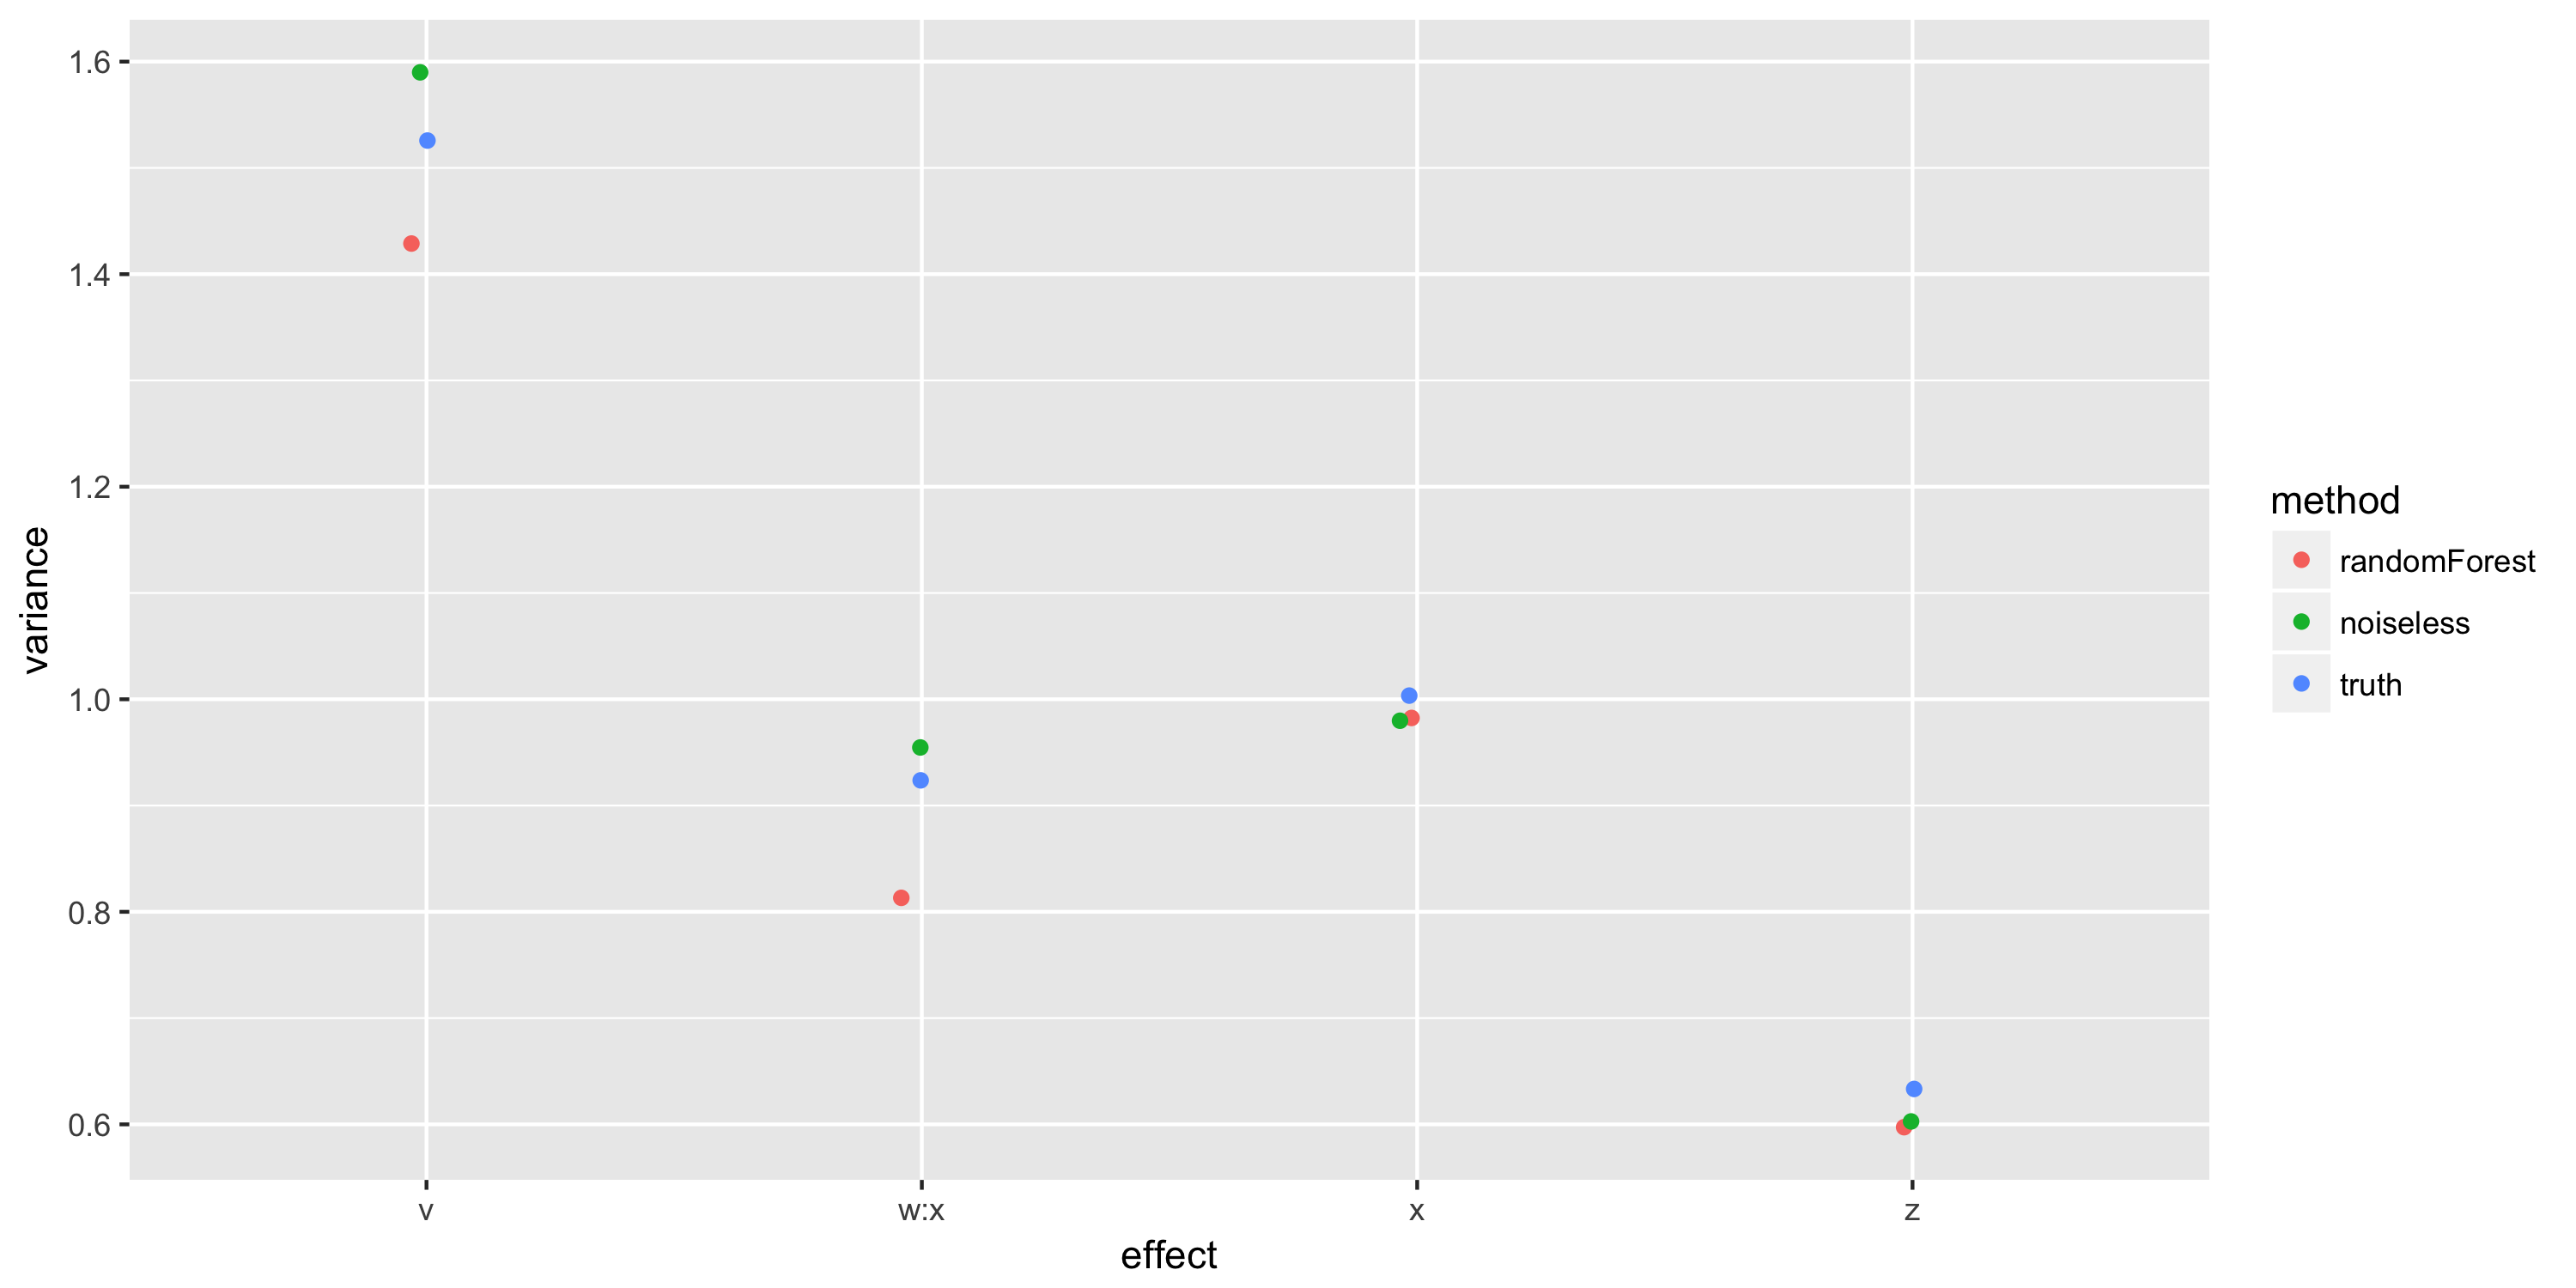 1.6
1.4
1.2
1.0
0.8
0.6
variance
v
w:x
x
z
effect
method
randomForest
noiseless
truth